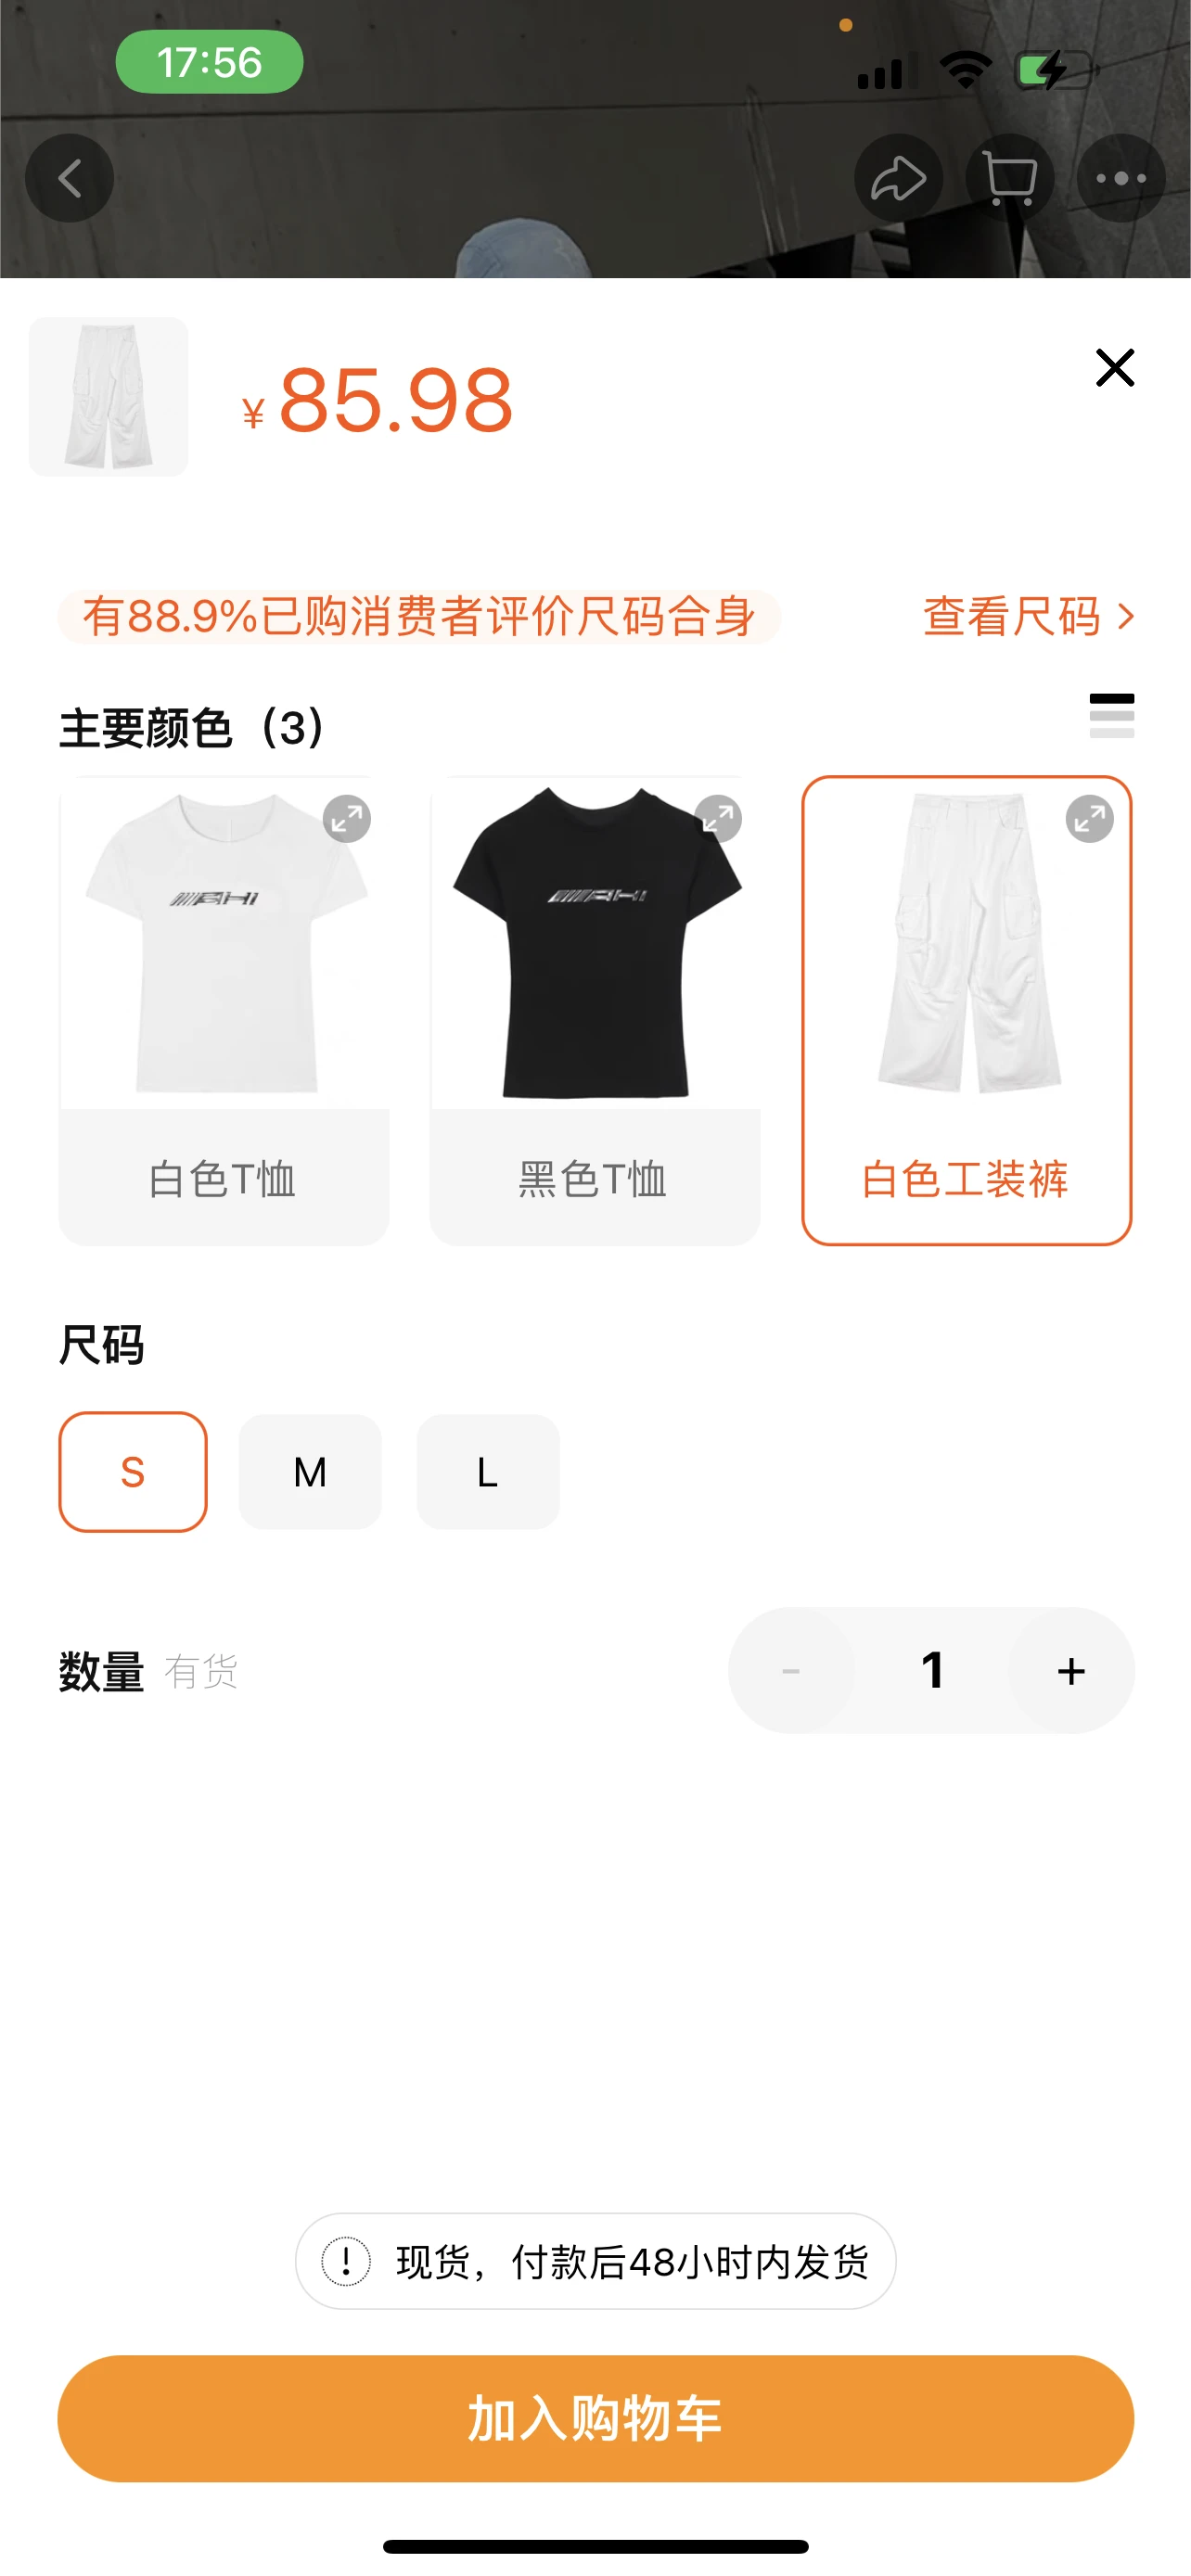 17:56
¥85.98
有88.9%已购消费者评价尺码合身
查看尺码 >
主要颜色（3）
白色T恤
黑色T恤
白色工装裤
尺码
S
M
L
数量 有货
- 1 +
现货，付款后48小时内发货
加入购物车